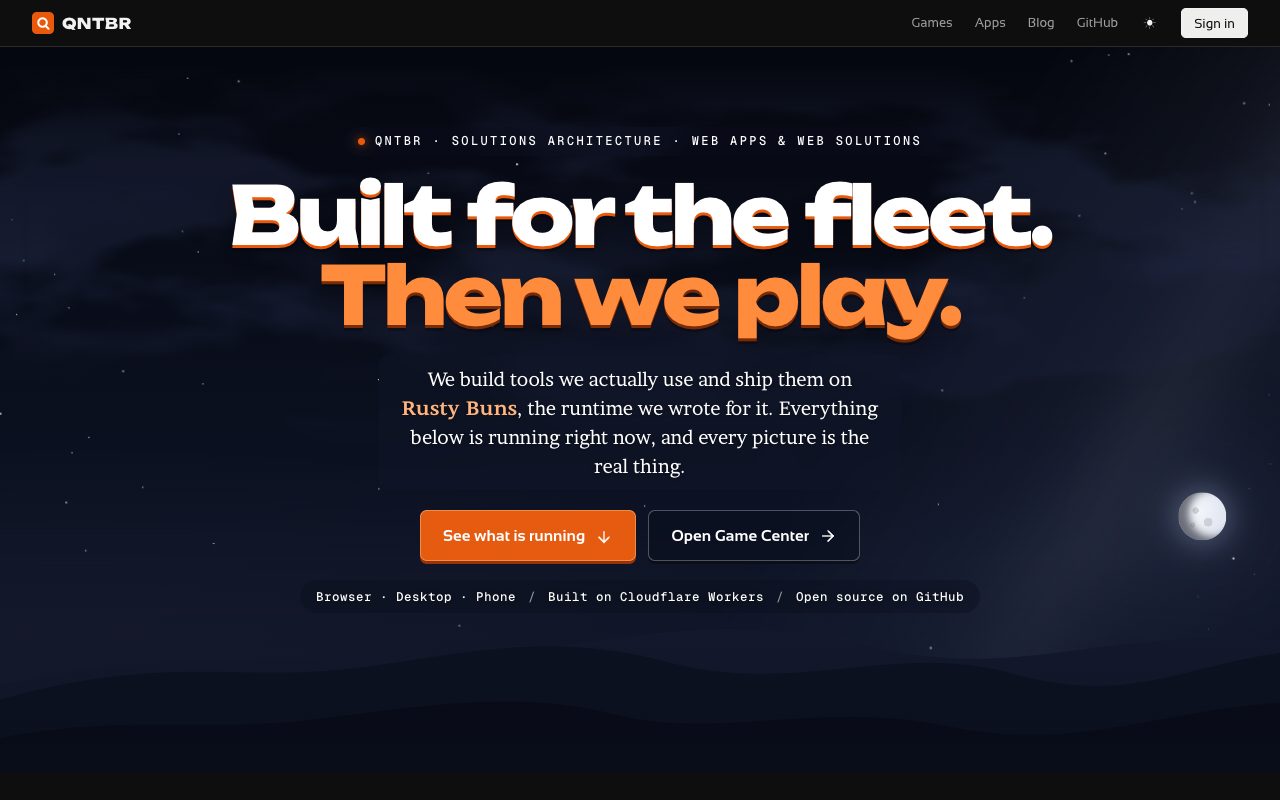 QNTBR
Games
Apps
Blog
GitHub
Sign in
QNTBR · SOLUTIONS ARCHITECTURE · WEB APPS & WEB SOLUTIONS
Built for the fleet.
Then we play.
We build tools we actually use and ship them on
Rusty Buns, the runtime we wrote for it. Everything
below is running right now, and every picture is the
real thing.
See what is running ↓
Open Game Center →
Browser · Desktop · Phone / Built on Cloudflare Workers / Open source on GitHub